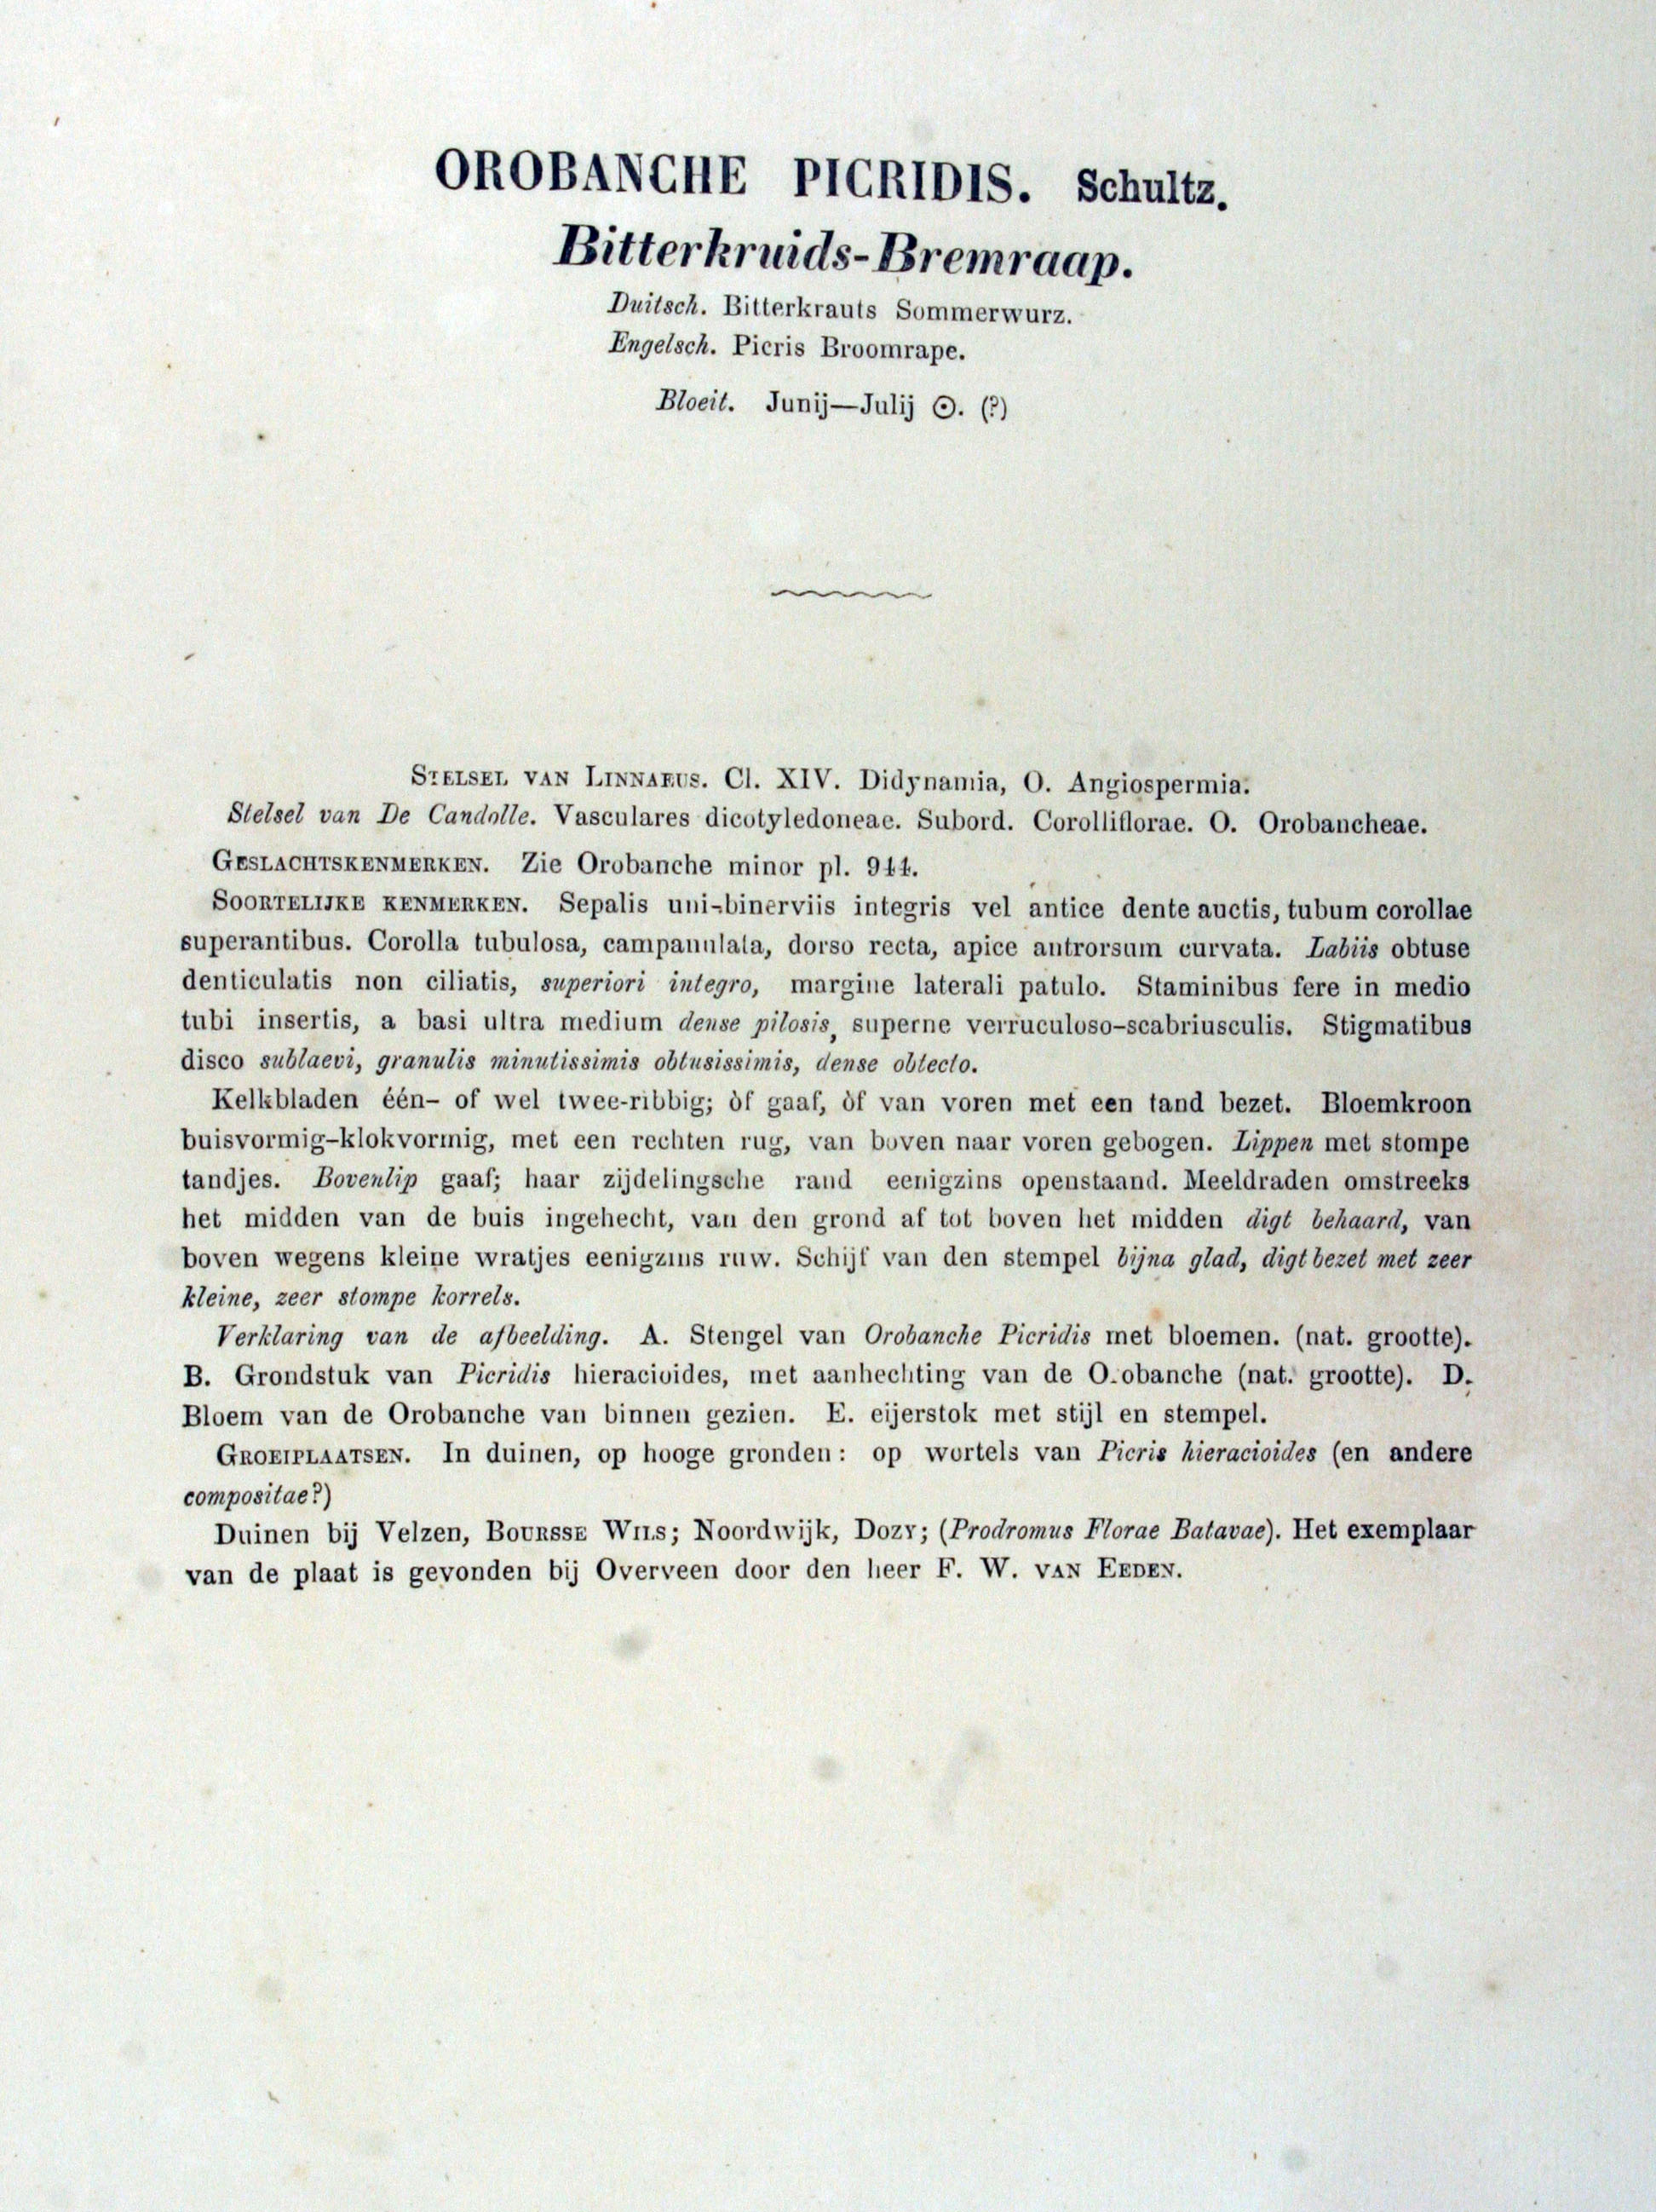 OROBANCHE PICRIDIS. Schultz.
Bitterkruids-Bremraap.
Duitsch. Bitterkrauts Sommerwurz.
Engelsch. Picris Broomrape.
Bloeit. Junij—Julij ⊙. (?)
STELSEL VAN LINNAEUS. Cl. XIV. Didynamia, O. Angiospermia.
Stelsel van De Candolle. Vasculares dicotyledoneae. Subord. Corolliflorae. O. Orobancheae.
GESLACHTSKENMERKEN. Zie Orobanche minor pl. 944.
SOORTELIJKE KENMERKEN. Sepalis uni-binerviis integris vel antice dente auctis, tubum corollae
superantibus. Corolla tubulosa, campanulata, dorso recta, apice antrorsum curvata. Labiis obtuse
denticulatis non ciliatis, superiori integro, margine laterali patulo. Staminibus fere in medio
tubi insertis, a basi ultra medium dense pilosis, superne verruculoso-scabriusculis. Stigmatibus
disco sublaevi, granulis minutissimis obtusissimis, dense obtecto.
Kelkbladen één- of wel twee-ribbig; òf gaaf, òf van voren met een tand bezet. Bloemkroon
buisvormig-klokvormig, met een rechten rug, van boven naar voren gebogen. Lippen met stompe
tandjes. Bovenlip gaaf; haar zijdelingsche rand eenigzins openstaand. Meeldraden omstreeks
het midden van de buis ingehecht, van den grond af tot boven het midden digt behaard, van
boven wegens kleine wratjes eenigzins ruw. Schijf van den stempel bijna glad, digt bezet met zeer
kleine, zeer stompe korrels.
Verklaring van de afbeelding. A. Stengel van Orobanche Picridis met bloemen. (nat. grootte).
B. Grondstuk van Picridis hieracioides, met aanhechting van de O.obanche (nat. grootte). D.
Bloem van de Orobanche van binnen gezien. E. eijerstok met stijl en stempel.
GROEIPLAATSEN. In duinen, op hooge gronden: op wortels van Picris hieracioides (en andere
compositae?)
Duinen bij Velzen, BOURSSE WILS; Noordwijk, DOZY; (Prodromus Florae Batavae). Het exemplaar
van de plaat is gevonden bij Overveen door den heer F. W. VAN EEDEN.